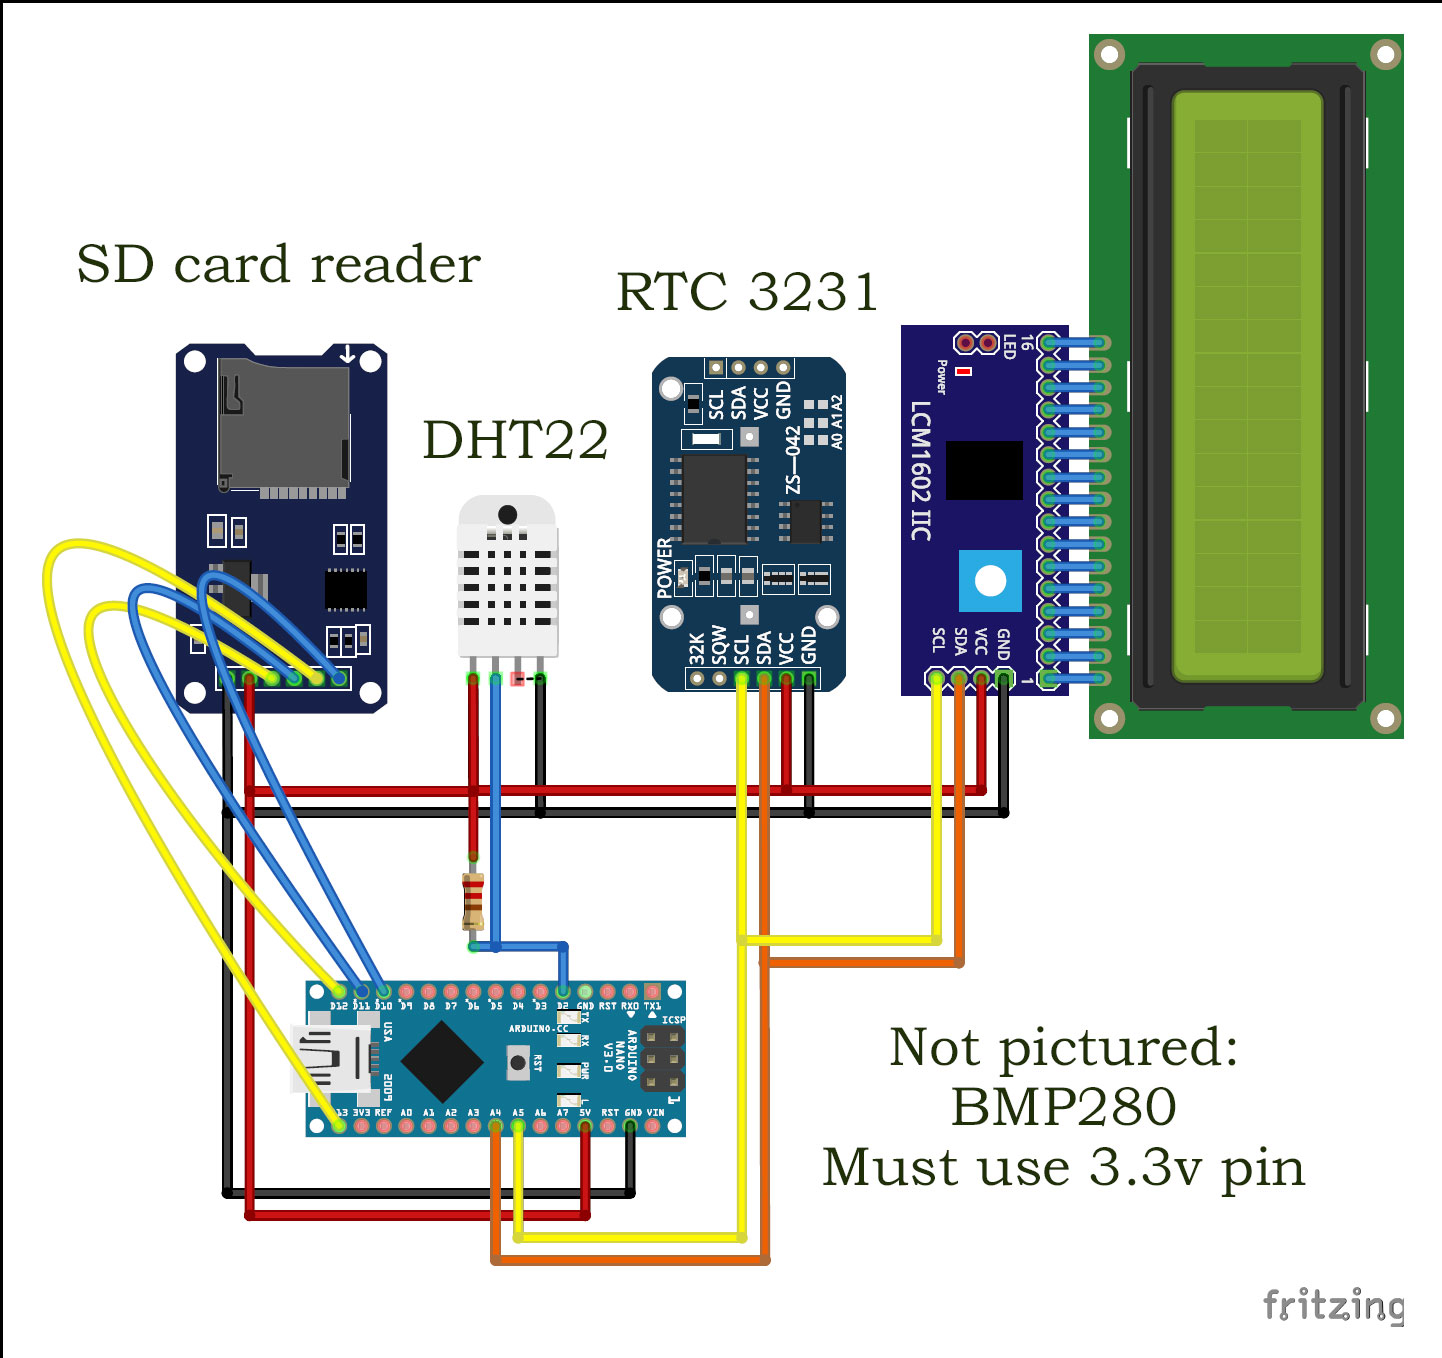 SD card reader
RTC 3231
DHT22
SCL
SDA
VCC
GND
A0 A1 A2
ZS-042
POWER
32K
SQW
SCL
SDA
VCC
GND
LED
16
Power
LCM1602 IIC
SCL
SDA
VCC
GND
1
D12 D11 D10 D9 D8 D7 D6 D5 D4 D3 D2 GND RST RX0 TX1
ICSP
TX
RX
PWR
L
ARDUINO-CC
RST
ARDUINO
NANO
V3.0
USA
2009
1
13 3V3 REF A0 A1 A2 A3 A4 A5 A6 A7 5V RST GND VIN
Not pictured:
BMP280
Must use 3.3v pin
fritzing